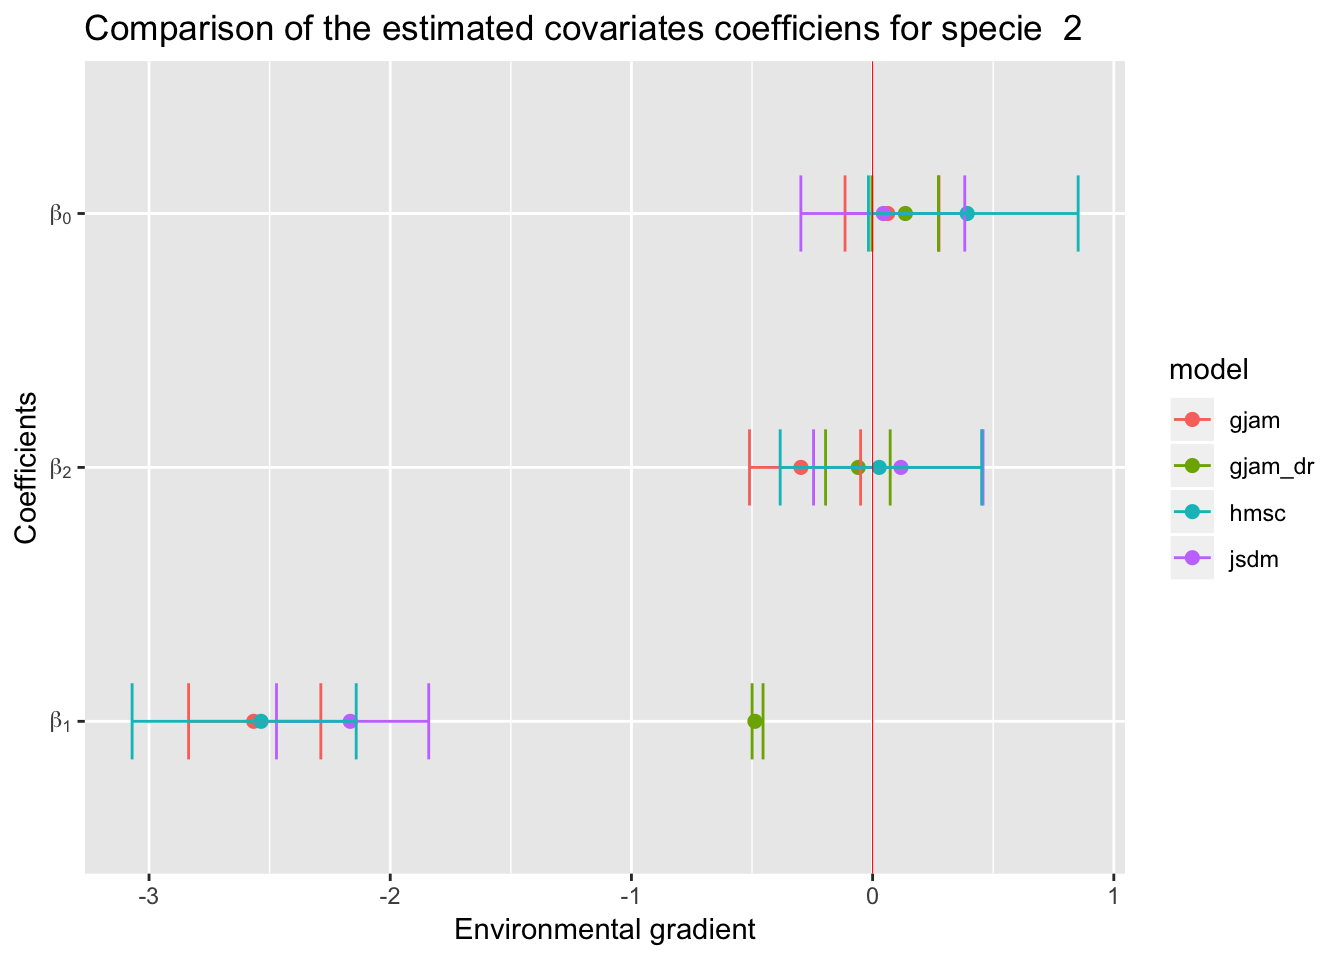 Comparison of the estimated covariates coefficiens for specie  2
Coefficients
β₀
β₂
β₁
-3
-2
-1
0
1
Environmental gradient
model
gjam
gjam_dr
hmsc
jsdm